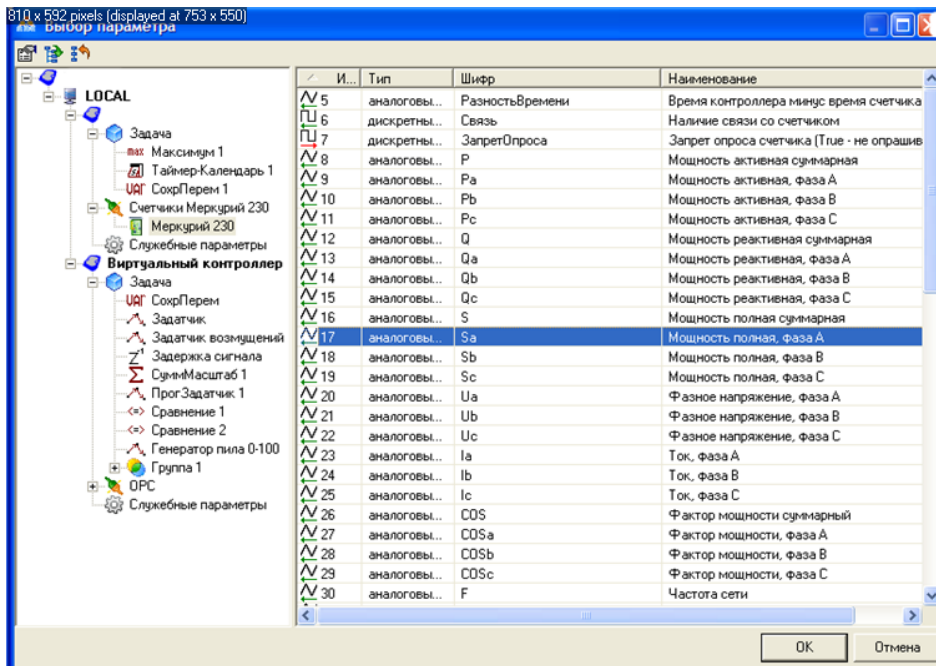 810 x 592 pixels (displayed at 753 x 550)
Выбор параметра
LOCAL
Задача
max Максимум 1
Таймер-Календарь 1
UАГ СохрПерем 1
Счетчики Меркурий 230
Меркурий 230
Служебные параметры
Виртуальный контроллер
Задача
UАГ СохрПерем
Задатчик
Задатчик возмущений
Z⁻¹ Задержка сигнала
Σ СуммМасштаб 1
ПрогЗадатчик 1
<=> Сравнение 1
<=> Сравнение 2
Генератор пила 0-100
Группа 1
OPC
Служебные параметры
И... Тип Шифр Наименование
5 аналоговы... РазностьВремени Время контроллера минус время счетчика
6 дискретны... Связь Наличие связи со счетчиком
7 дискретны... ЗапретОпроса Запрет опроса счетчика (True - не опрашив
8 аналоговы... P Мощность активная суммарная
9 аналоговы... Pa Мощность активная, фаза А
10 аналоговы... Pb Мощность активная, фаза В
11 аналоговы... Pc Мощность активная, фаза С
12 аналоговы... Q Мощность реактивная суммарная
13 аналоговы... Qa Мощность реактивная, фаза А
14 аналоговы... Qb Мощность реактивная, фаза В
15 аналоговы... Qc Мощность реактивная, фаза С
16 аналоговы... S Мощность полная суммарная
17 аналоговы... Sa Мощность полная, фаза А
18 аналоговы... Sb Мощность полная, фаза В
19 аналоговы... Sc Мощность полная, фаза С
20 аналоговы... Ua Фазное напряжение, фаза А
21 аналоговы... Ub Фазное напряжение, фаза В
22 аналоговы... Uc Фазное напряжение, фаза С
23 аналоговы... Ia Ток, фаза А
24 аналоговы... Ib Ток, фаза В
25 аналоговы... Ic Ток, фаза С
26 аналоговы... COS Фактор мощности суммарный
27 аналоговы... COSa Фактор мощности, фаза А
28 аналоговы... COSb Фактор мощности, фаза В
29 аналоговы... COSc Фактор мощности, фаза С
30 аналоговы... F Частота сети
OK Отмена